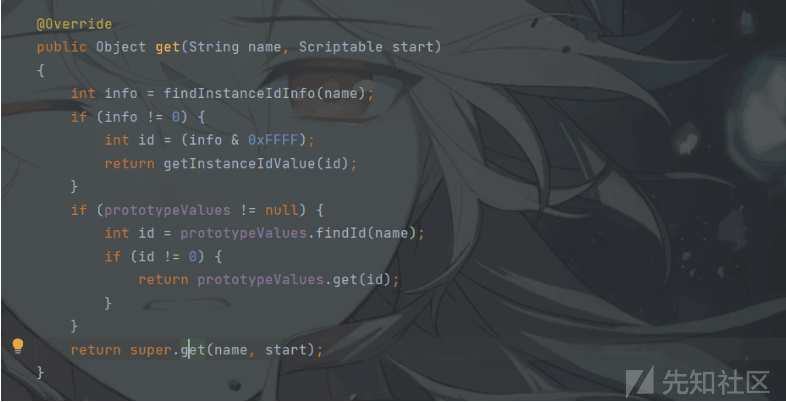 @Override
public Object get(String name, Scriptable start)
{
    int info = findInstanceIdInfo(name);
    if (info != 0) {
        int id = (info & 0xFFFF);
        return getInstanceIdValue(id);
    }
    if (prototypeValues != null) {
        int id = prototypeValues.findId(name);
        if (id != 0) {
            return prototypeValues.get(id);
        }
    }
    return super.get(name, start);
}
先知社区